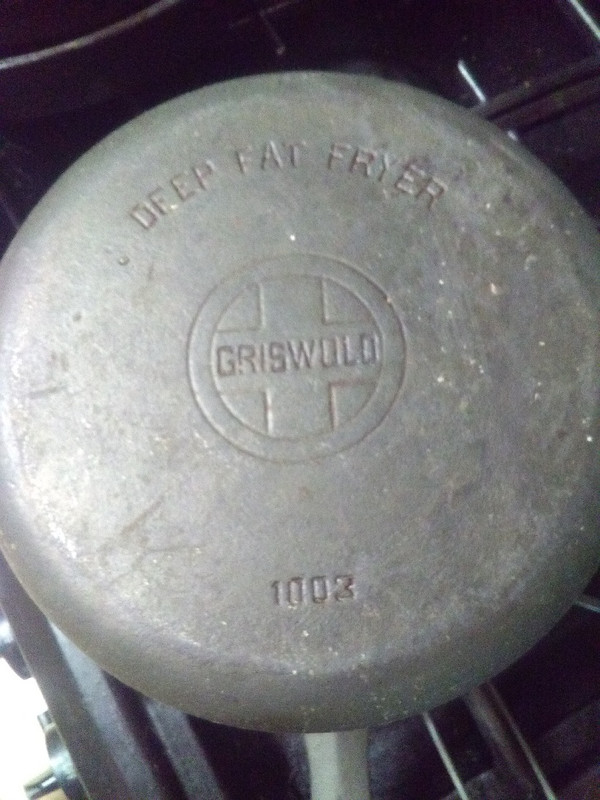 DEEP FAT FRYER
GRISWOLD
1003